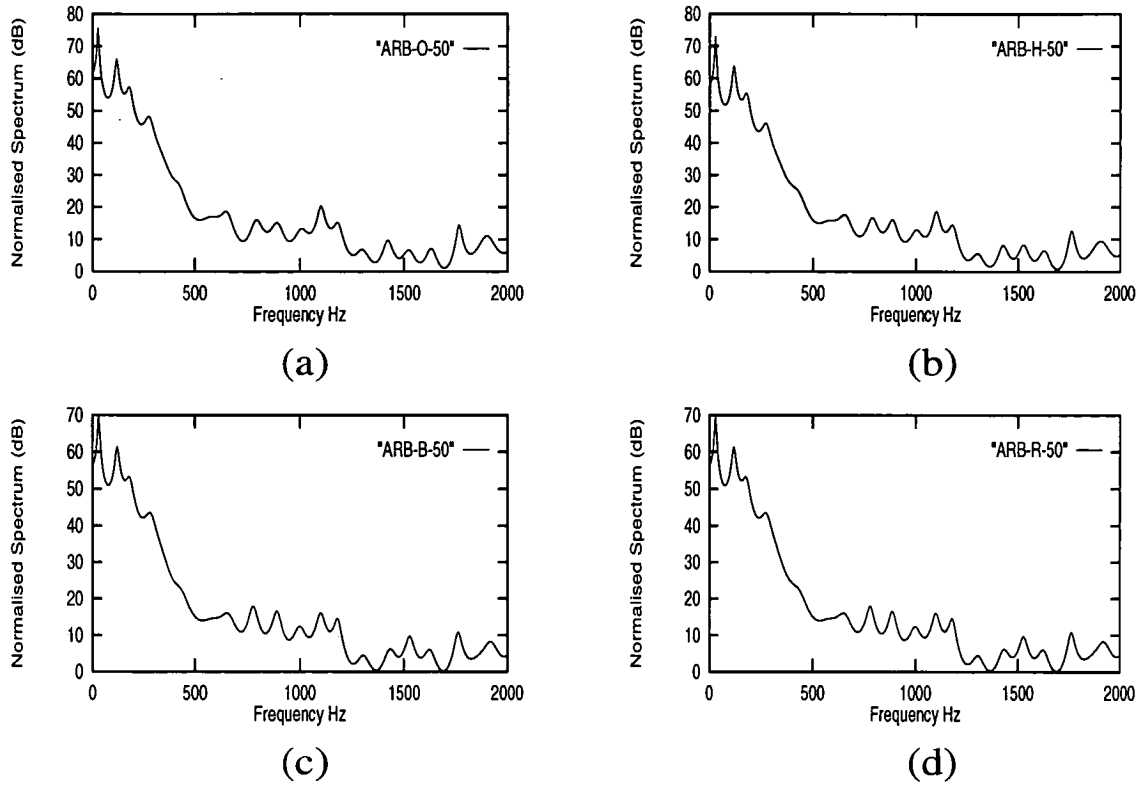 Normalised Spectrum (dB)
80
70
60
50
40
30
20
10
0
"ARB-O-50"
0 500 1000 1500 2000
Frequency Hz
(a)
Normalised Spectrum (dB)
80
70
60
50
40
30
20
10
0
"ARB-H-50"
0 500 1000 1500 2000
Frequency Hz
(b)
Normalised Spectrum (dB)
70
60
50
40
30
20
10
0
"ARB-B-50"
0 500 1000 1500 2000
Frequency Hz
(c)
Normalised Spectrum (dB)
70
60
50
40
30
20
10
0
"ARB-R-50"
0 500 1000 1500 2000
Frequency Hz
(d)